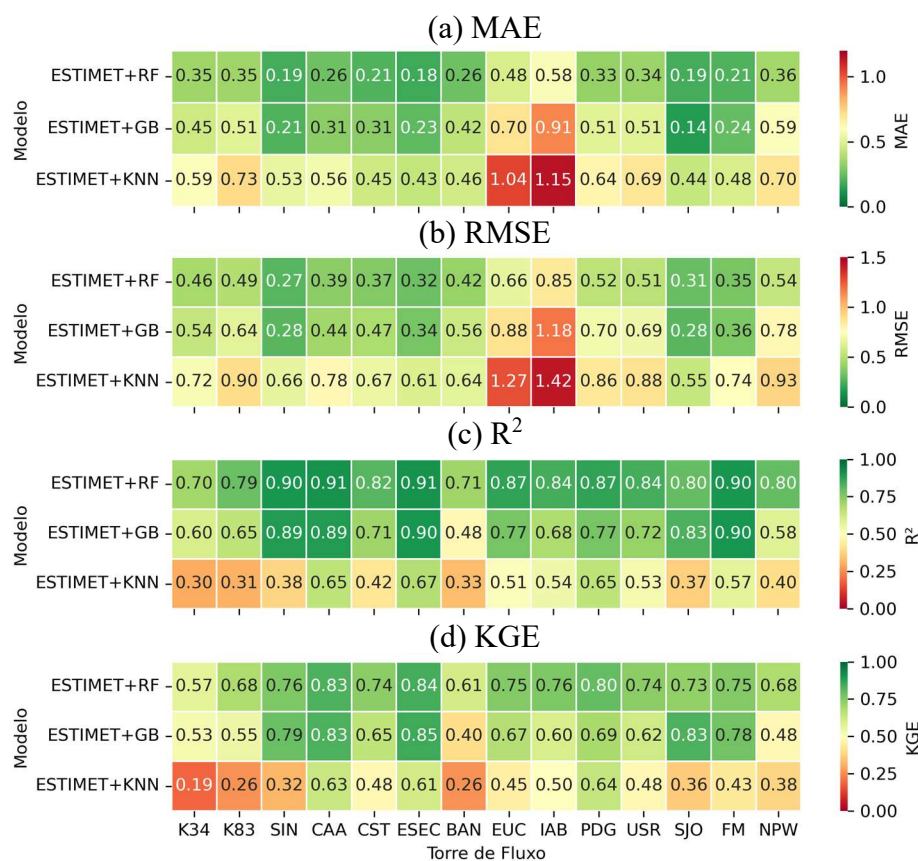 (a) MAE
ESTIMET+RF 0.35 0.35 0.19 0.26 0.21 0.18 0.26 0.48 0.58 0.33 0.34 0.19 0.21 0.36
ESTIMET+GB 0.45 0.51 0.21 0.31 0.31 0.23 0.42 0.70 0.91 0.51 0.51 0.14 0.24 0.59
ESTIMET+KNN 0.59 0.73 0.53 0.56 0.45 0.43 0.46 1.04 1.15 0.64 0.69 0.44 0.48 0.70
Modelo
1.0
0.5
0.0
MAE
(b) RMSE
ESTIMET+RF 0.46 0.49 0.27 0.39 0.37 0.32 0.42 0.66 0.85 0.52 0.51 0.31 0.35 0.54
ESTIMET+GB 0.54 0.64 0.28 0.44 0.47 0.34 0.56 0.88 1.18 0.70 0.69 0.28 0.36 0.78
ESTIMET+KNN 0.72 0.90 0.66 0.78 0.67 0.61 0.64 1.27 1.42 0.86 0.88 0.55 0.74 0.93
Modelo
1.5
1.0
0.5
0.0
RMSE
(c) R²
ESTIMET+RF 0.70 0.79 0.90 0.91 0.82 0.91 0.71 0.87 0.84 0.87 0.84 0.80 0.90 0.80
ESTIMET+GB 0.60 0.65 0.89 0.89 0.71 0.90 0.48 0.77 0.68 0.77 0.72 0.83 0.90 0.58
ESTIMET+KNN 0.30 0.31 0.38 0.65 0.42 0.67 0.33 0.51 0.54 0.65 0.53 0.37 0.57 0.40
Modelo
1.00
0.75
0.50
0.25
0.00
R²
(d) KGE
ESTIMET+RF 0.57 0.68 0.76 0.83 0.74 0.84 0.61 0.75 0.76 0.80 0.74 0.73 0.75 0.68
ESTIMET+GB 0.53 0.55 0.79 0.83 0.65 0.85 0.40 0.67 0.60 0.69 0.62 0.83 0.78 0.48
ESTIMET+KNN 0.19 0.26 0.32 0.63 0.48 0.61 0.26 0.45 0.50 0.64 0.48 0.36 0.43 0.38
Modelo
1.00
0.75
0.50
0.25
0.00
KGE
K34 K83 SIN CAA CST ESEC BAN EUC IAB PDG USR SJO FM NPW
Torre de Fluxo